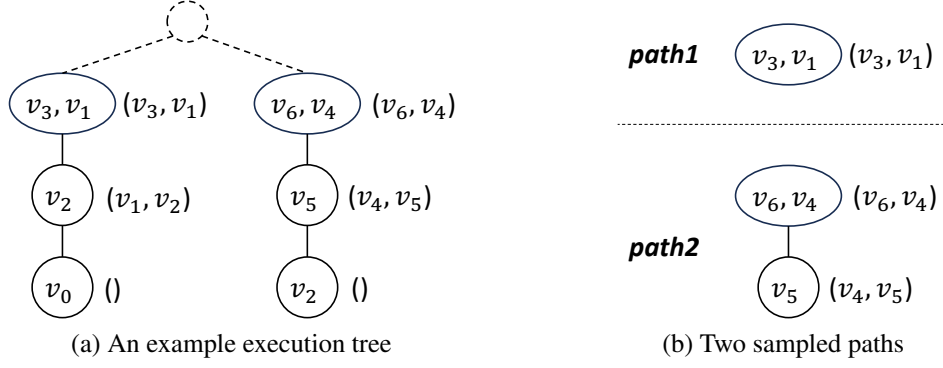 v₃, v₁ (v₃, v₁)
v₆, v₄ (v₆, v₄)
v₂ (v₁, v₂)
v₅ (v₄, v₅)
v₀ ()
v₂ ()
(a) An example execution tree
path1 v₃, v₁ (v₃, v₁)
path2
v₆, v₄ (v₆, v₄)
v₅ (v₄, v₅)
(b) Two sampled paths